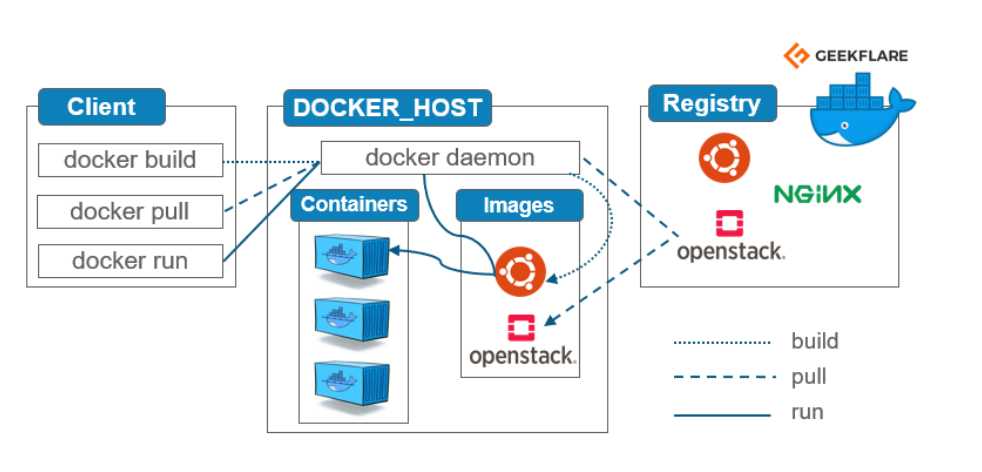 GEEKFLARE
Client
DOCKER_HOST
Registry
docker build
docker daemon
docker pull
Containers
Images
NGINX
docker run
openstack.
openstack.
build
pull
run